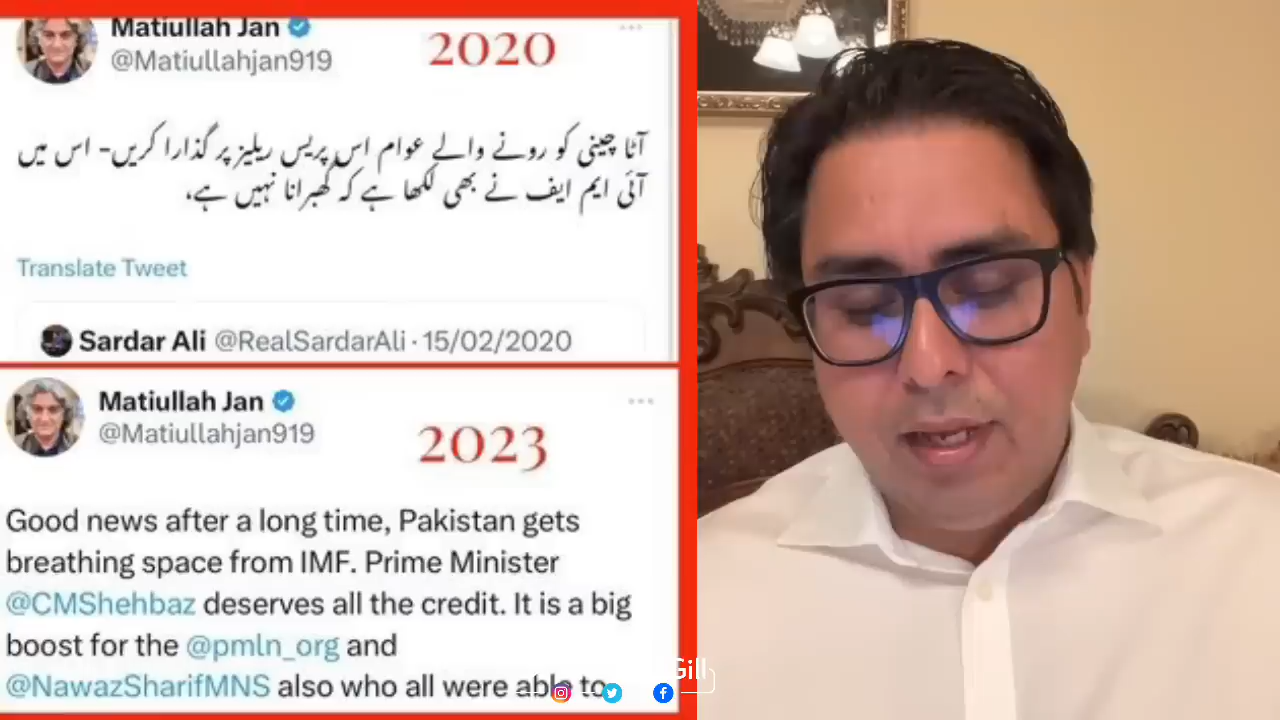 Matiullah Jan
@Matiullahjan919
2020
آٹا چینی کو رونے والے عوام اس پریس ریلیز پر گذارا کریں- اس میں
آئی ایم ایف نے بھی لکھا ہے کہ گھبرانا نہیں ہے،
Translate Tweet
Sardar Ali @RealSardarAli · 15/02/2020
Matiullah Jan
@Matiullahjan919
2023
Good news after a long time, Pakistan gets
breathing space from IMF. Prime Minister
@CMShehbaz deserves all the credit. It is a big
boost for the @pmln_org and
@NawazSharifMNS also who all were able to
Gill